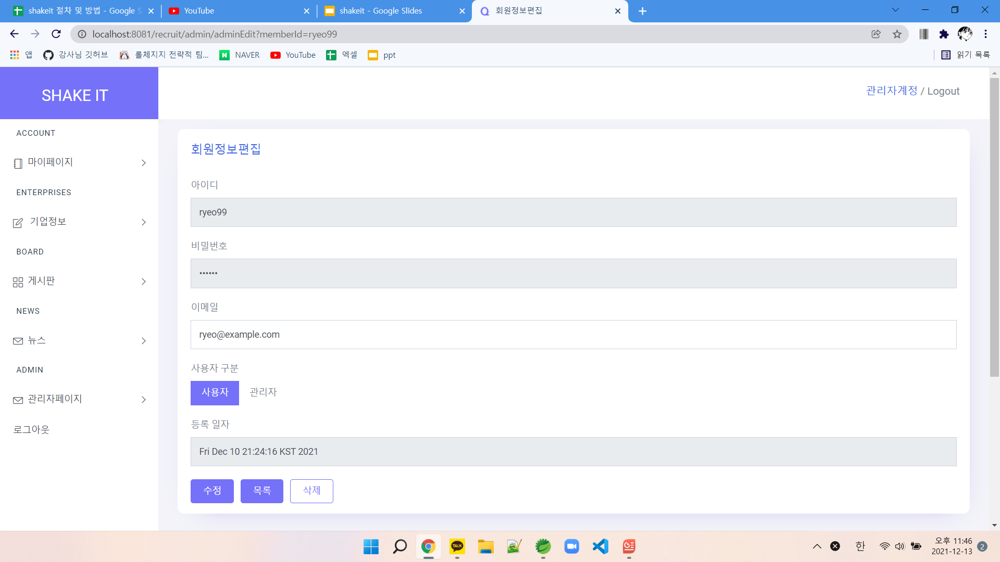 shakeit 절차 및 방법 - Google S
YouTube
shakeit - Google Slides
회원정보편집
localhost:8081/recruit/admin/adminEdit?memberId=ryeo99
앱
강사님 깃허브
롤체지지 전략적 팀...
NAVER
YouTube
엑셀
ppt
읽기 목록
SHAKE IT
관리자계정 / Logout
ACCOUNT
마이페이지
ENTERPRISES
기업정보
BOARD
게시판
NEWS
뉴스
ADMIN
관리자페이지
로그아웃
회원정보편집
아이디
ryeo99
비밀번호
••••••
이메일
ryeo@example.com
사용자 구분
사용자
관리자
등록 일자
Fri Dec 10 21:24:16 KST 2021
수정
목록
삭제
TALK
한
오후 11:46
2021-12-13
2